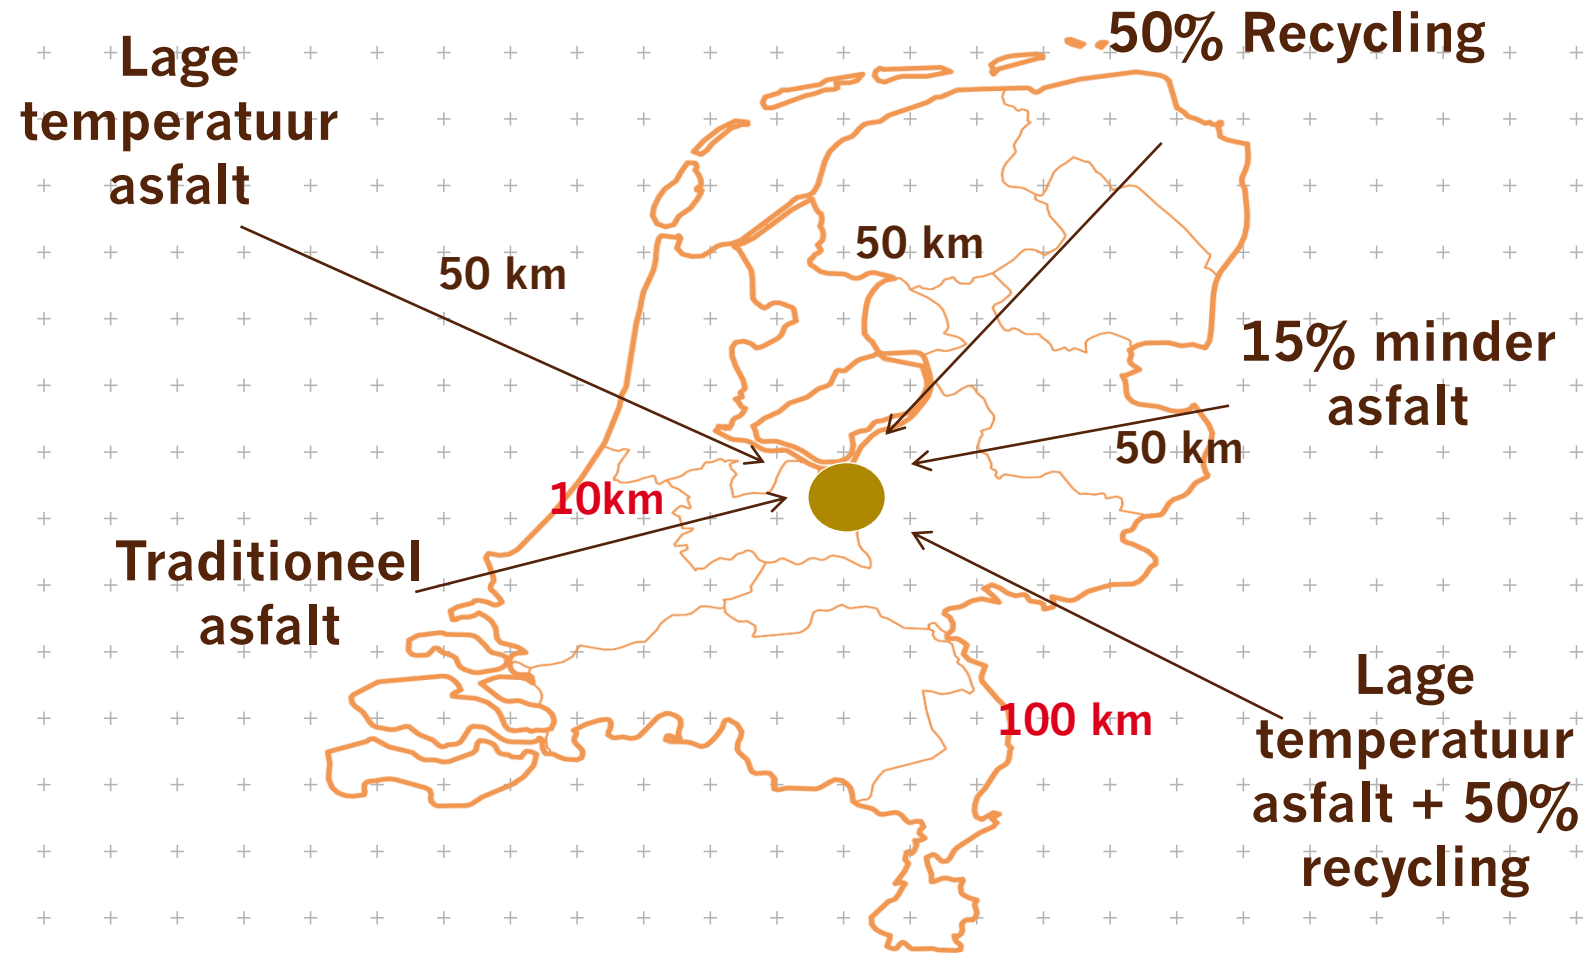 50% Recycling
Lage
temperatuur
asfalt
50 km
50 km
15% minder
asfalt
50 km
10km
Traditioneel
asfalt
100 km
Lage
temperatuur
asfalt + 50%
recycling